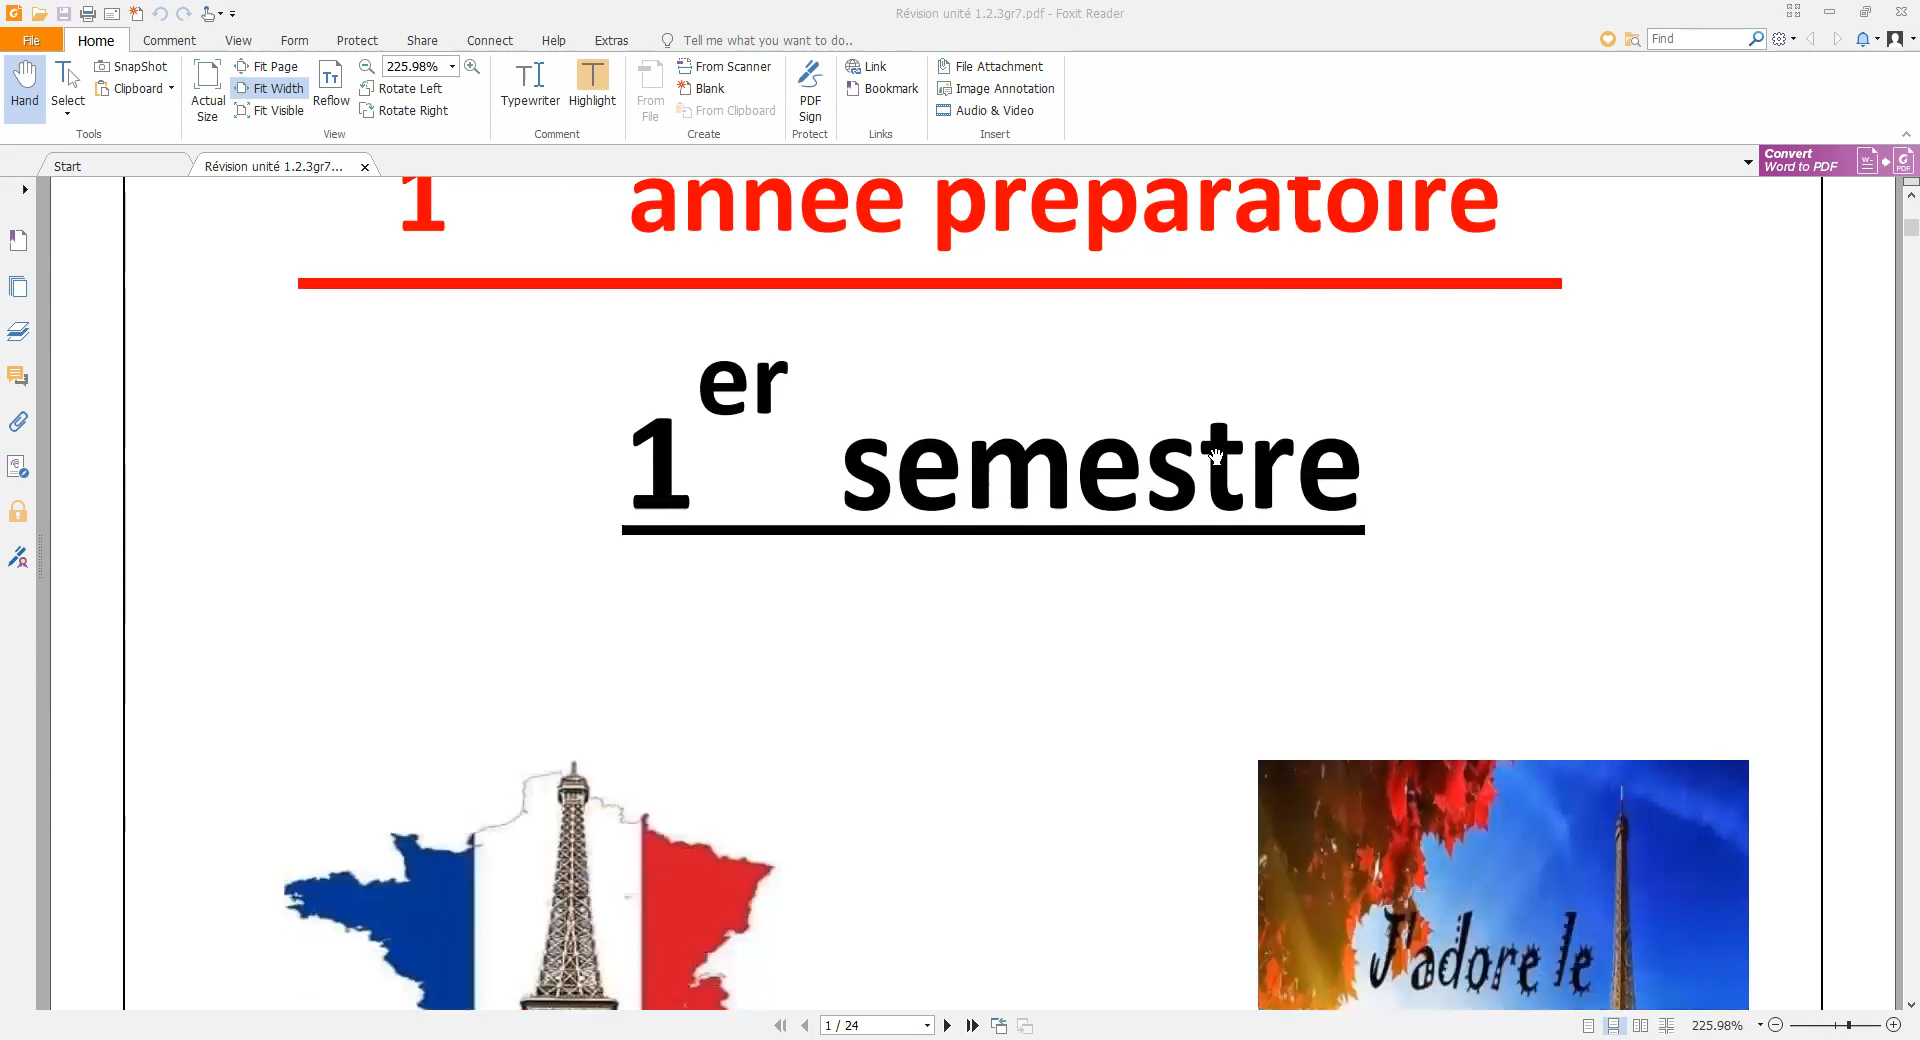 Révision unité 1.2.3gr7.pdf - Foxit Reader
File Home Comment View Form Protect Share Connect Help Extras Tell me what you want to do.. Find
Hand
Select
SnapShot
Clipboard
Tools
Actual Size
Fit Page
Fit Width
Fit Visible
Reflow
225.98%
Rotate Left
Rotate Right
View
Typewriter
Highlight
Comment
From File
From Scanner
Blank
From Clipboard
Create
PDF Sign
Protect
Link
Bookmark
Links
File Attachment
Image Annotation
Audio & Video
Insert
Start
Révision unité 1.2.3gr7...
Convert
Word to PDF
1 annee preparatoire
1er semestre
J'adore le
1 / 24
225.98%